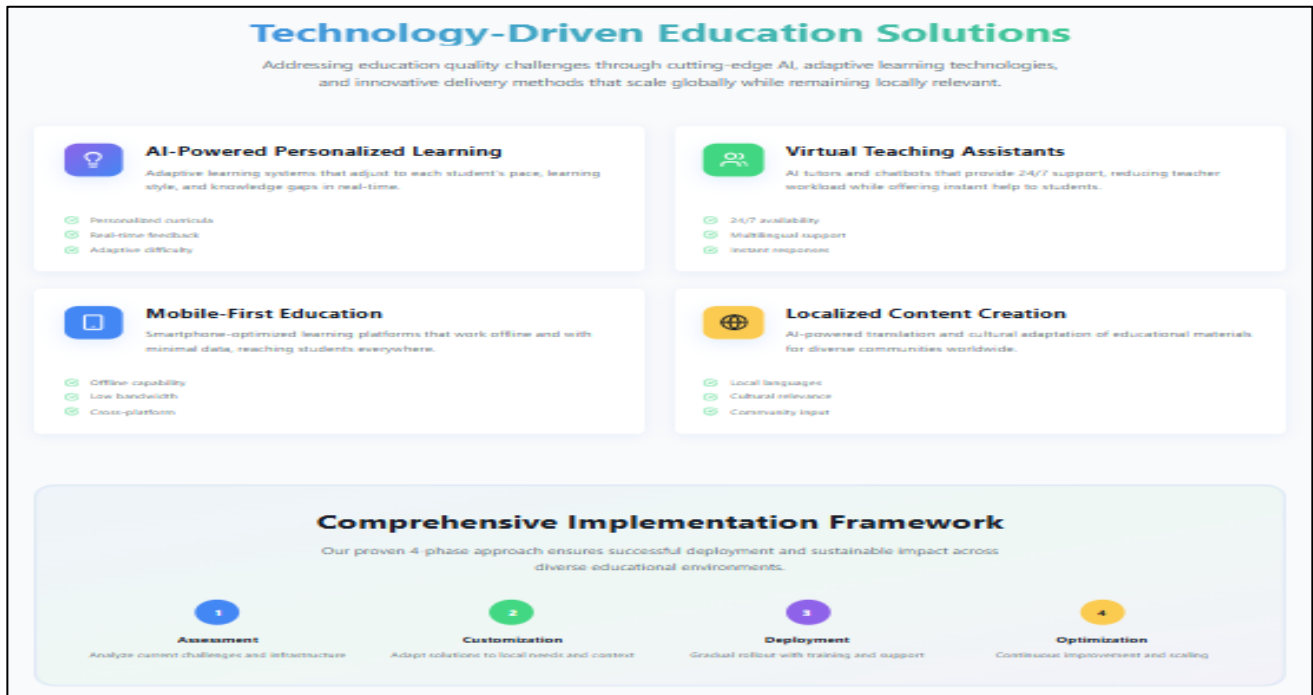 Technology-Driven Education Solutions
Addressing education quality challenges through cutting-edge AI, adaptive learning technologies,
and innovative delivery methods that scale globally while remaining locally relevant.
AI-Powered Personalized Learning
Adaptive learning systems that adjust to each student's pace, learning
style, and knowledge gaps in real-time.
Personalized curricula
Real-time feedback
Adaptive difficulty
Virtual Teaching Assistants
AI tutors and chatbots that provide 24/7 support, reducing teacher
workload while offering instant help to students.
24/7 availability
Multilingual support
Instant responses
Mobile-First Education
Smartphone-optimized learning platforms that work offline and with
minimal data, reaching students everywhere.
Offline capability
Low bandwidth
Cross-platform
Localized Content Creation
AI-powered translation and cultural adaptation of educational materials
for diverse communities worldwide.
Local languages
Cultural relevance
Community input
Comprehensive Implementation Framework
Our proven 4-phase approach ensures successful deployment and sustainable impact across
diverse educational environments.
1
Assessment
Analyze current challenges and infrastructure
2
Customization
Adapt solutions to local needs and context
3
Deployment
Gradual rollout with training and support
4
Optimization
Continuous improvement and scaling